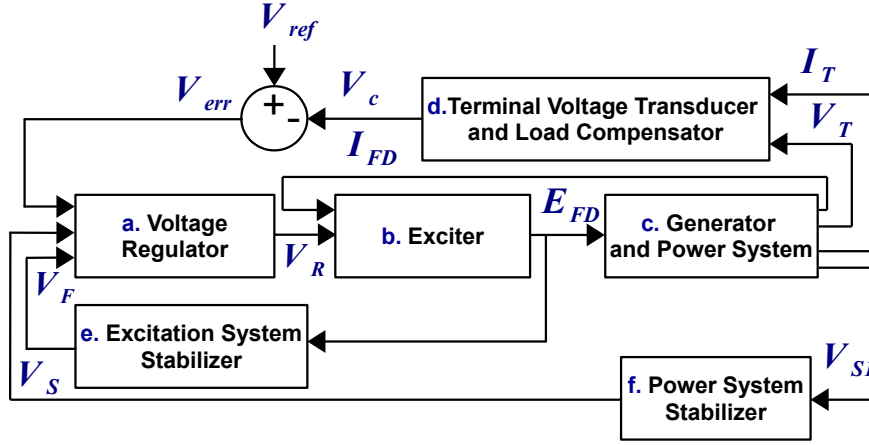 V ref
V err
V c
I FD
d. Terminal Voltage Transducer
and Load Compensator
I T
V T
a. Voltage
Regulator
V R
b. Exciter
E FD
c. Generator
and Power System
V F
e. Excitation System
Stabilizer
V S
f. Power System
Stabilizer
+
-